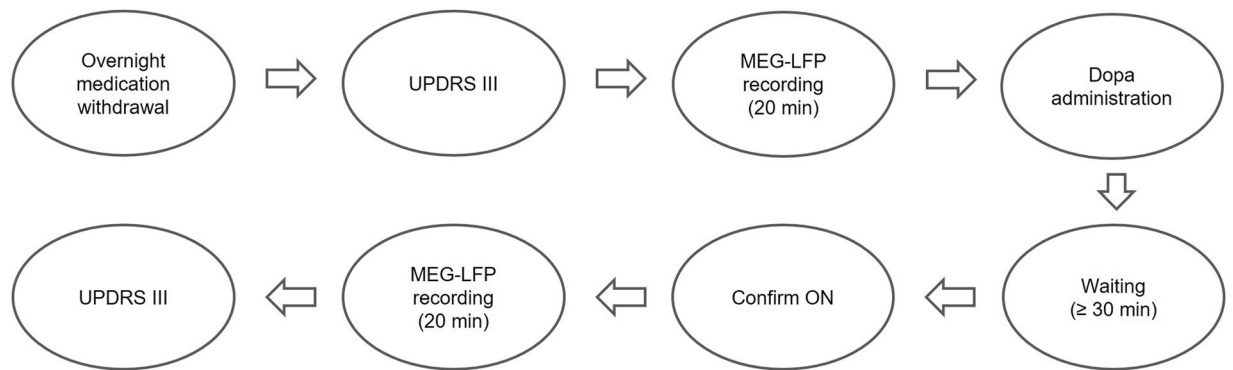 Overnight
medication
withdrawal
UPDRS III
MEG-LFP
recording
(20 min)
Dopa
administration
Waiting
(≥ 30 min)
Confirm ON
MEG-LFP
recording
(20 min)
UPDRS III